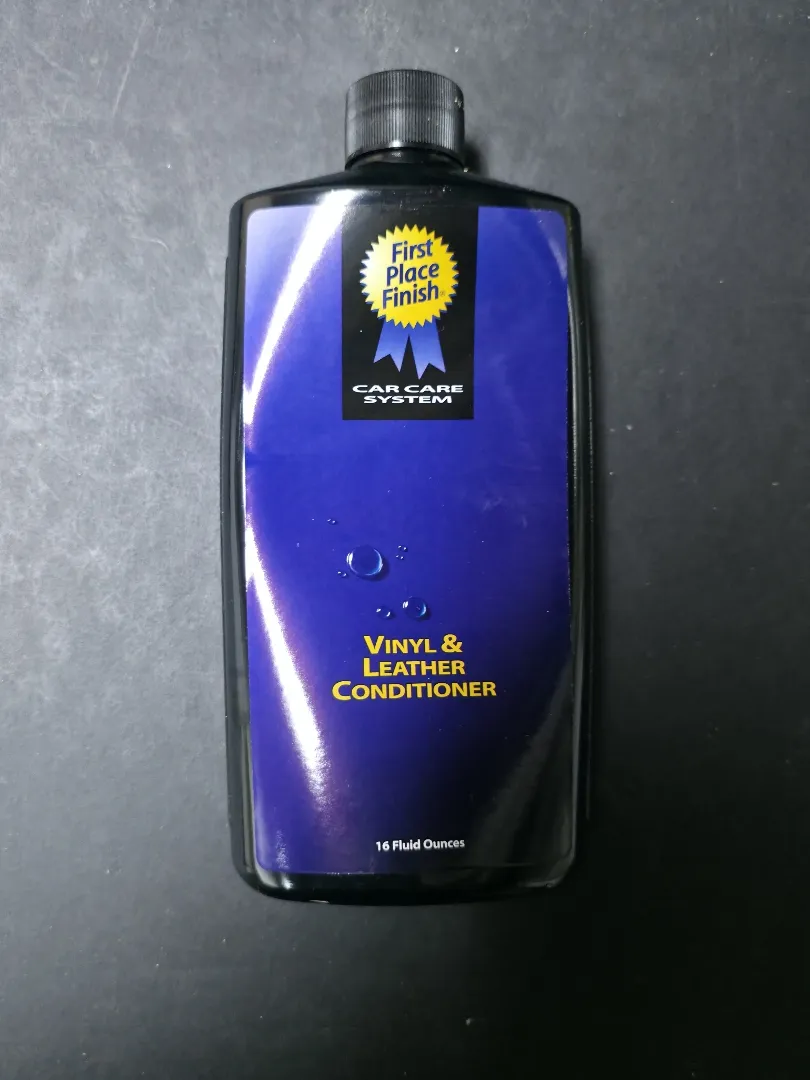 First
Place
Finish®
CAR CARE
SYSTEM
VINYL &
LEATHER
CONDITIONER
16 Fluid Ounces